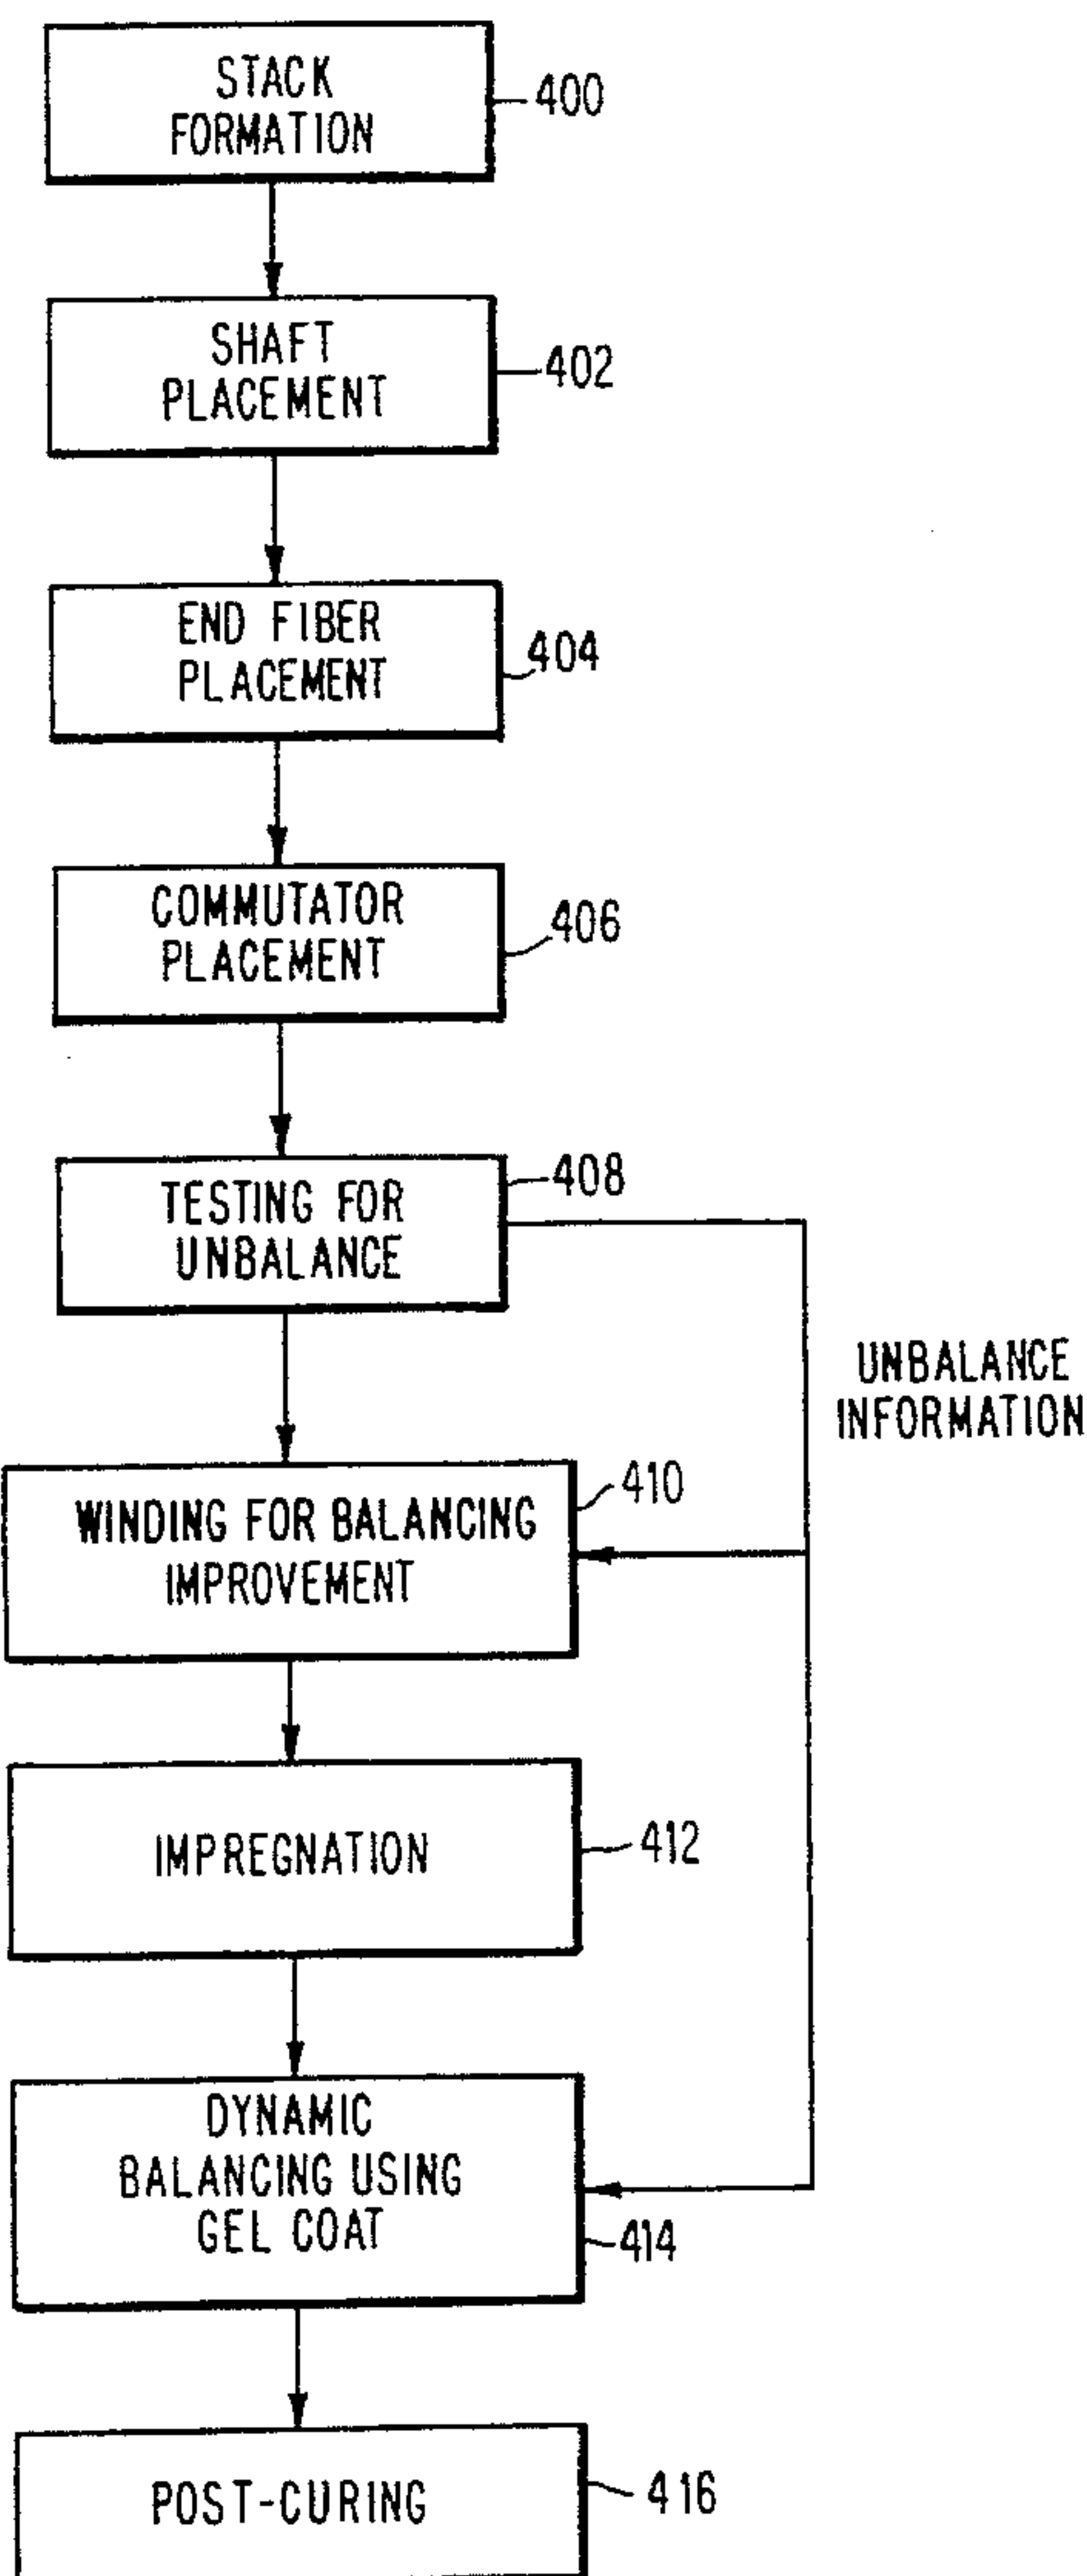 STACK
FORMATION
400
SHAFT
PLACEMENT
402
END FIBER
PLACEMENT
404
COMMUTATOR
PLACEMENT
406
TESTING FOR
UNBALANCE
408
UNBALANCE
INFORMATION
WINDING FOR BALANCING
IMPROVEMENT
410
IMPREGNATION
412
DYNAMIC
BALANCING USING
GEL COAT
414
POST-CURING
416